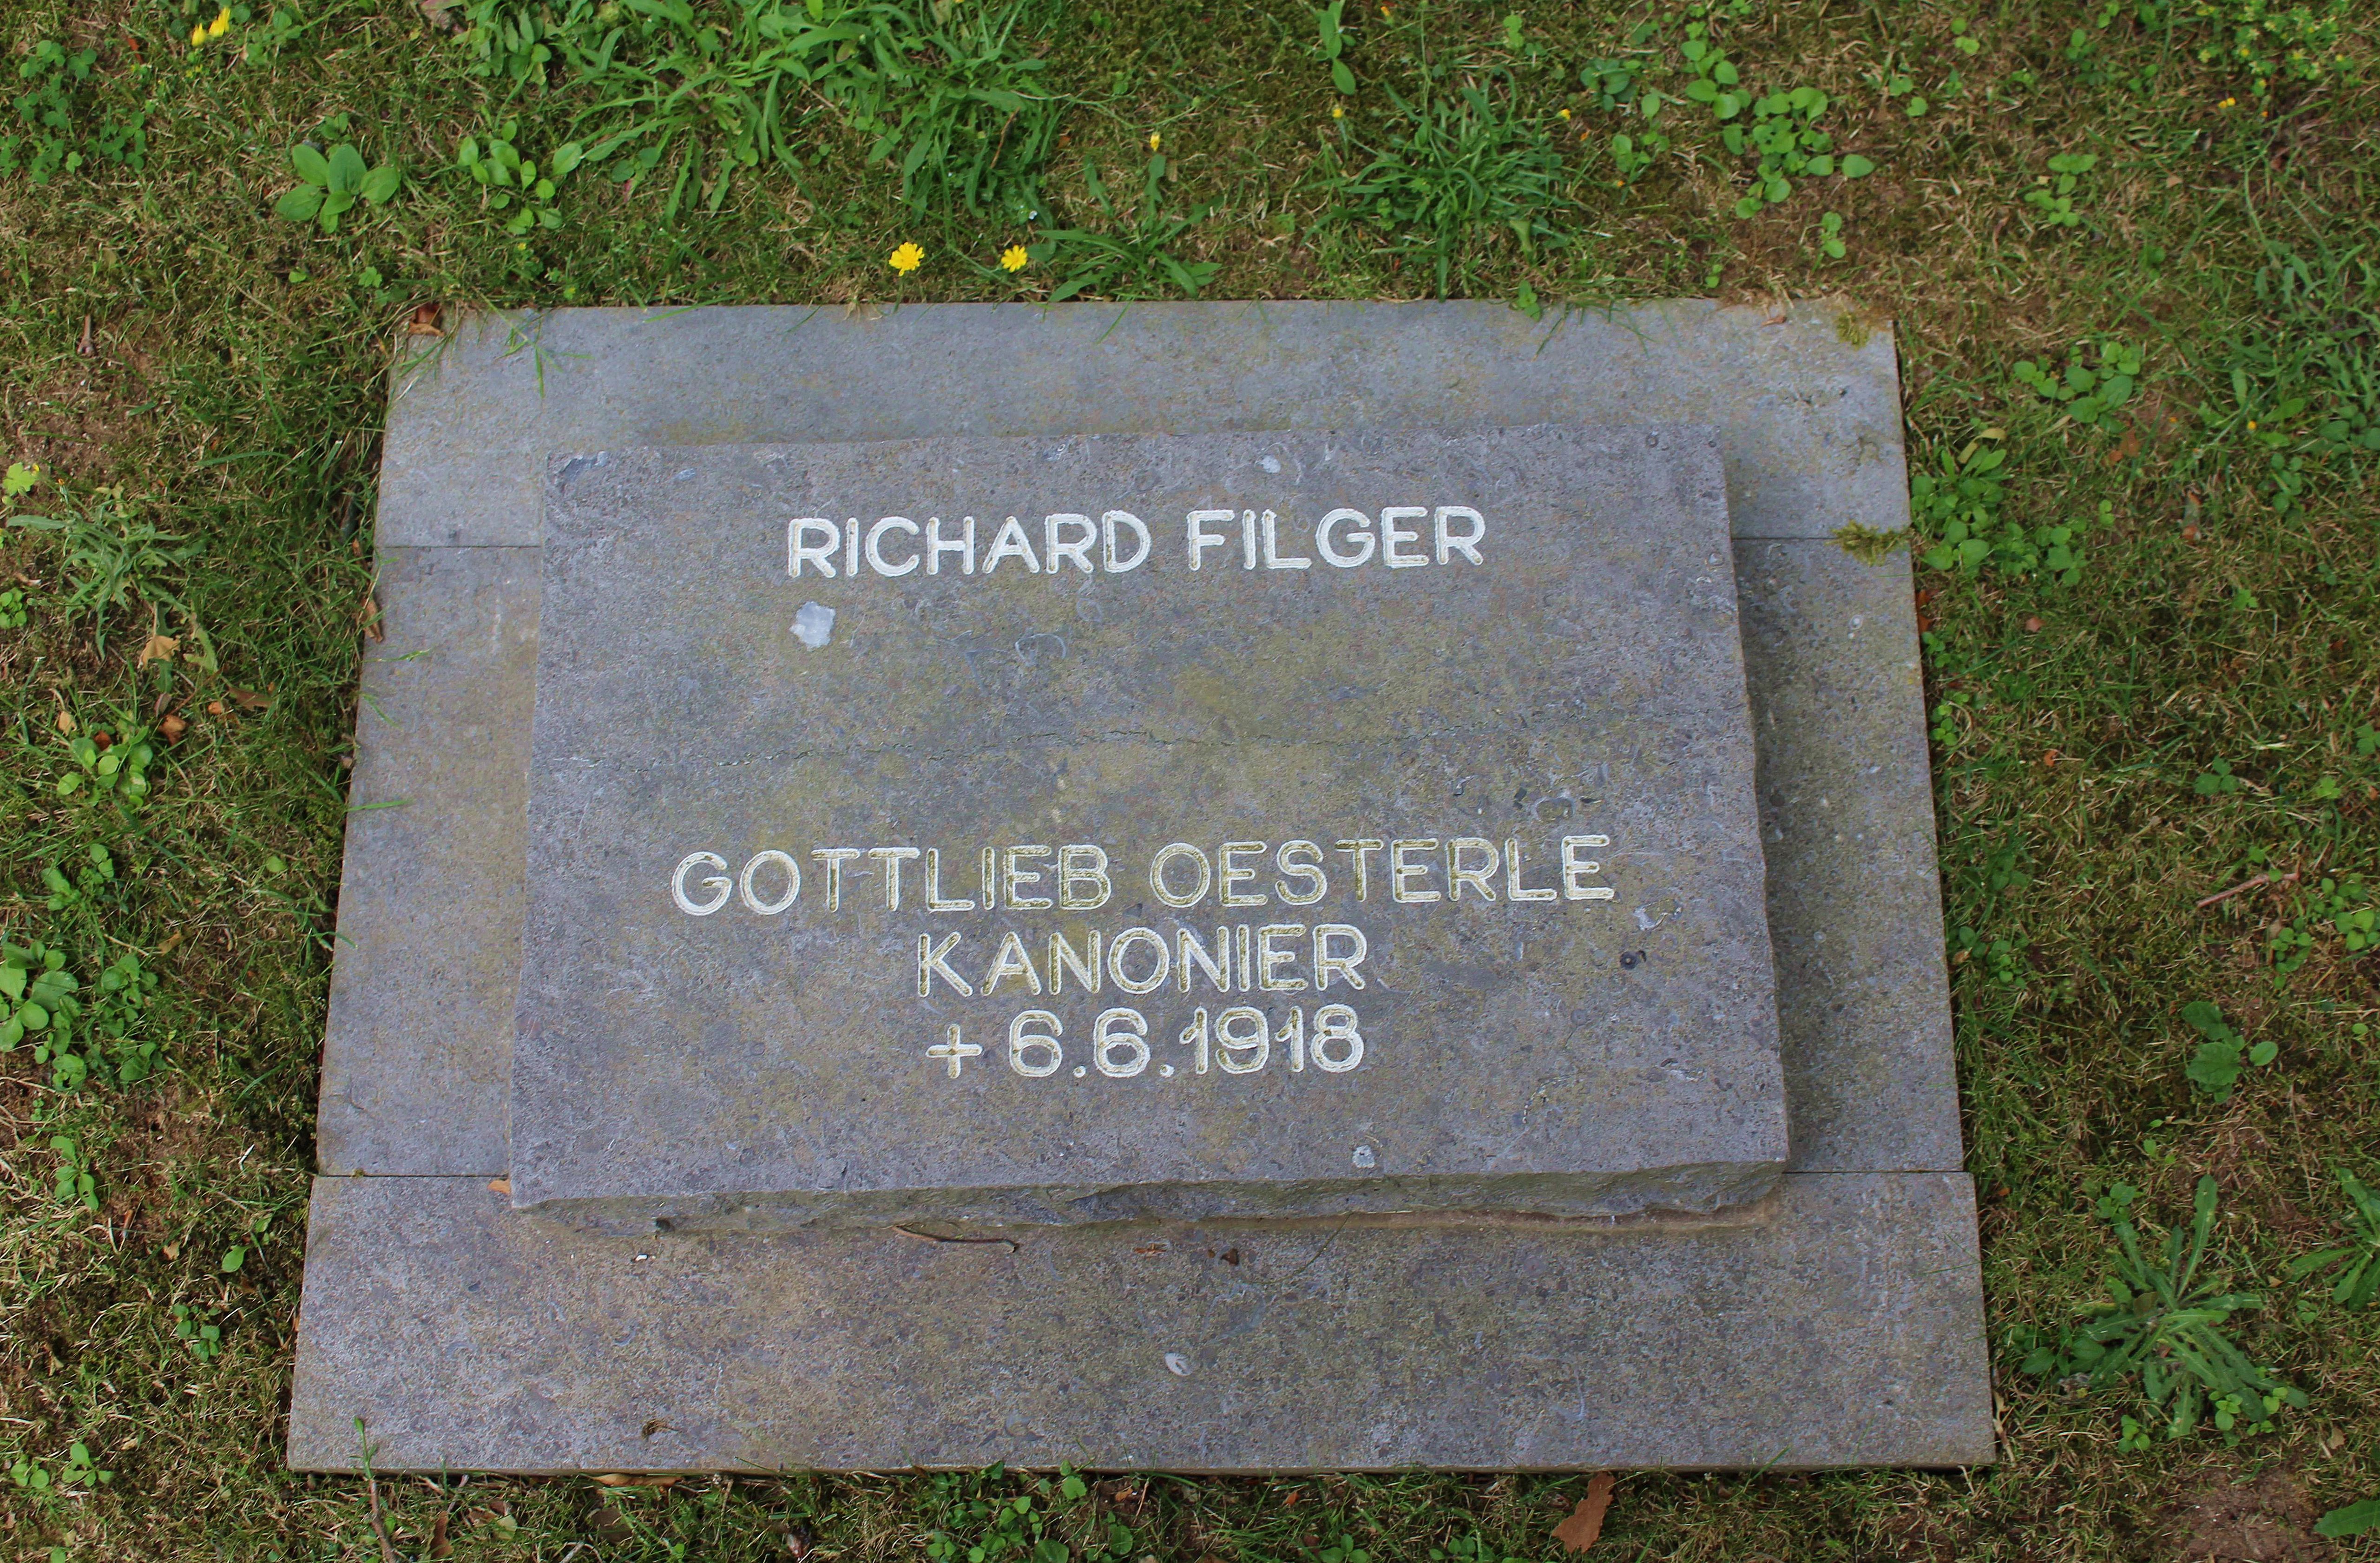 RICHARD FILGER
GOTTLIEB OESTERLE
KANONIER
+ 6.6.1918